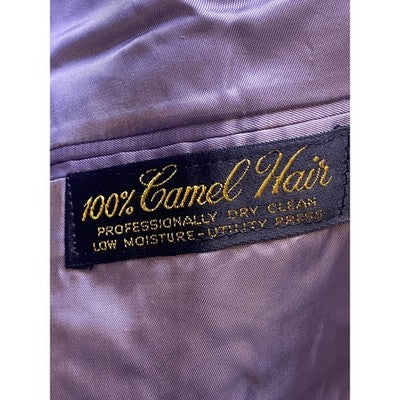 100% Camel Hair
PROFESSIONALLY DRY CLEAN
LOW MOISTURE-UTILITY PRESS